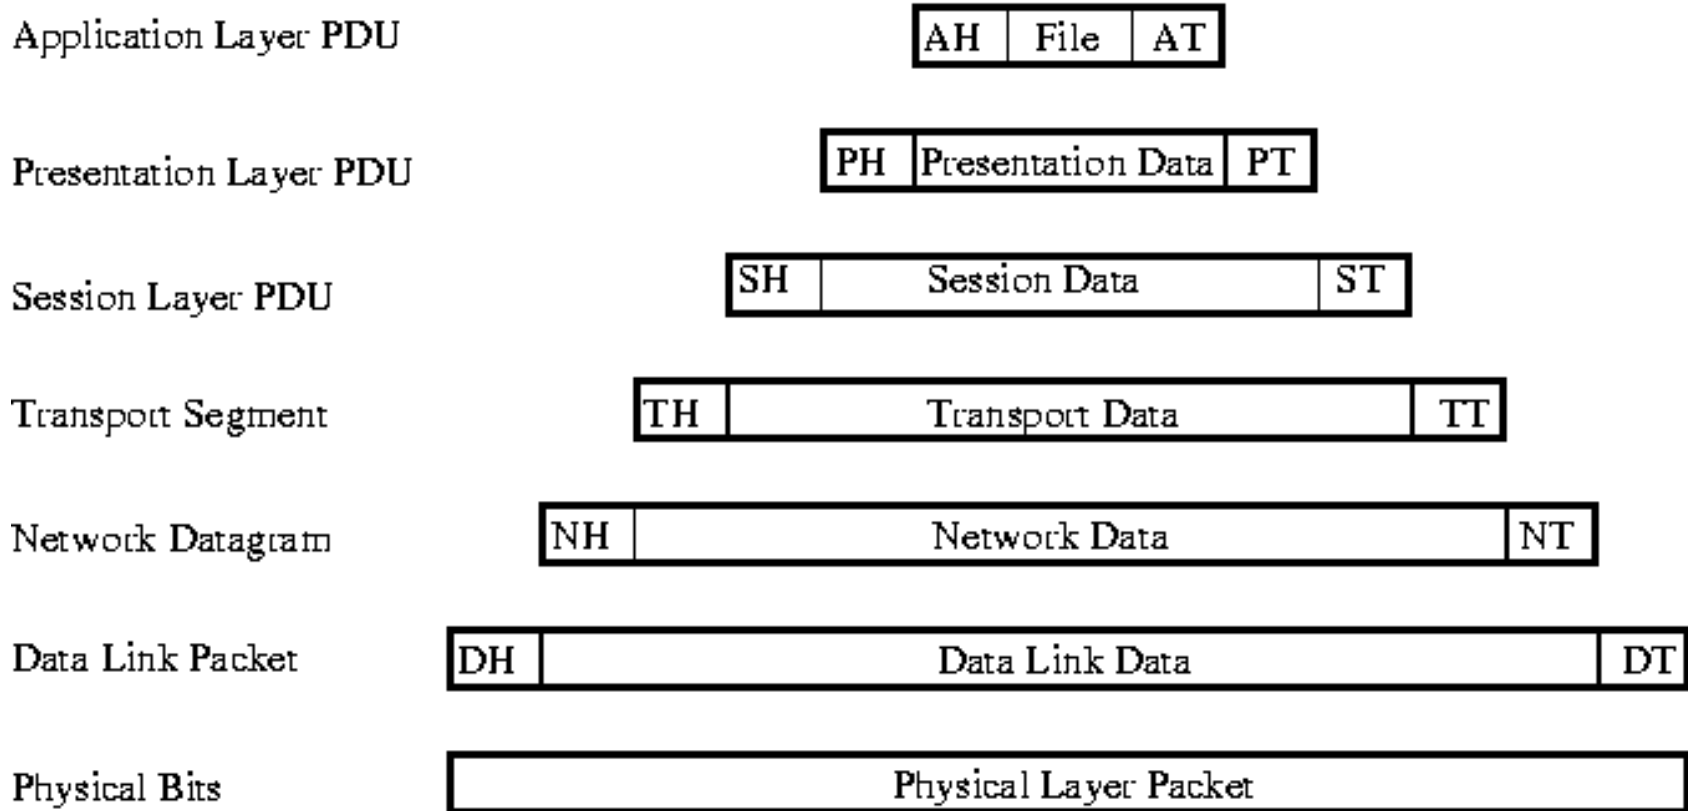 Application Layer PDU AH File AT
Presentation Layer PDU PH Presentation Data PT
Session Layer PDU SH Session Data ST
Transport Segment TH Transport Data TT
Network Datagram NH Network Data NT
Data Link Packet DH Data Link Data DT
Physical Bits Physical Layer Packet